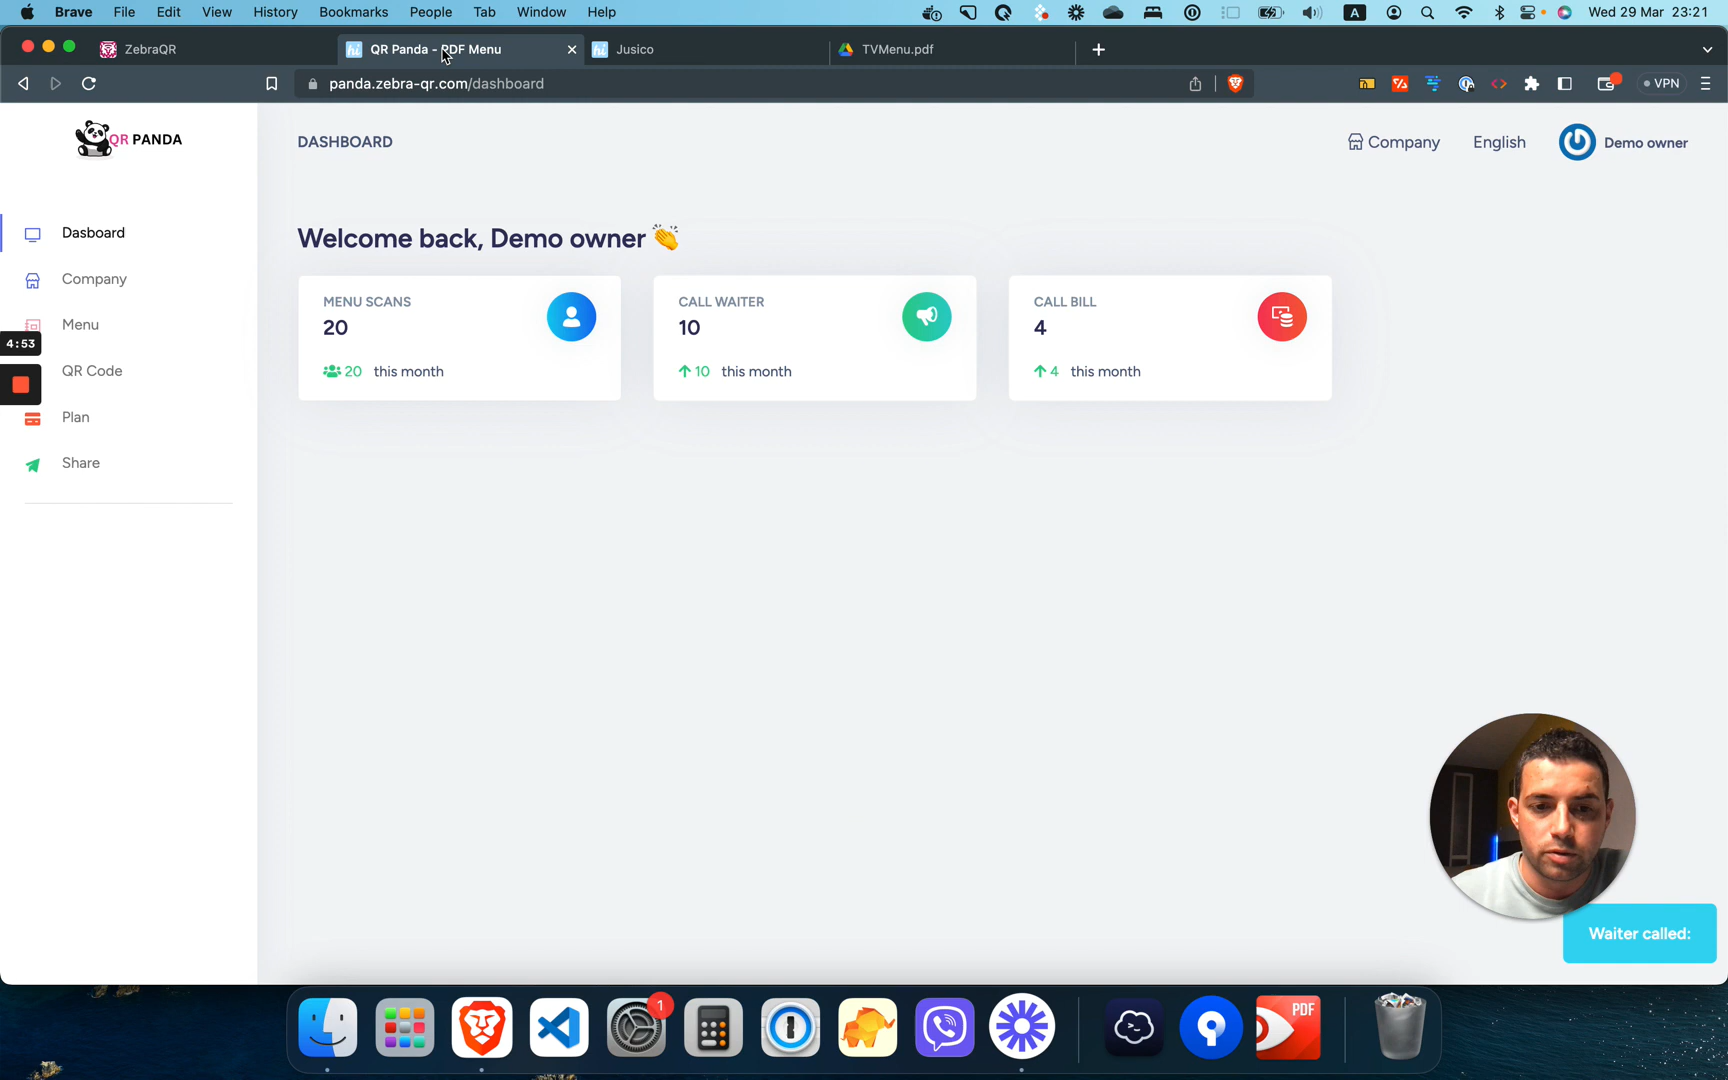 Brave File Edit View History Bookmarks People Tab Window Help A Wed 29 Mar 23:21
ZebraQR QR Panda - PDF Menu Jusico TVMenu.pdf
panda.zebra-qr.com/dashboard VPN
QR PANDA
DASHBOARD Company English Demo owner
Welcome back, Demo owner 👏
Dasboard
Company
Menu
4:53
QR Code
Plan
Share
MENU SCANS
20
20 this month
CALL WAITER
10
10 this month
CALL BILL
4
4 this month
Waiter called:
1
PDF